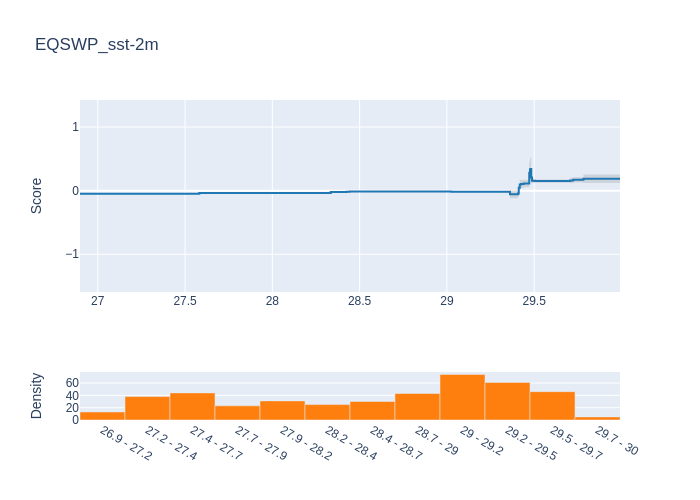 EQSWP_sst-2m
Score
1
0
−1
27
27.5
28
28.5
29
29.5
Density
60
40
20
0
26.9 - 27.2
27.2 - 27.4
27.4 - 27.7
27.7 - 27.9
27.9 - 28.2
28.2 - 28.4
28.4 - 28.7
28.7 - 29
29 - 29.2
29.2 - 29.5
29.5 - 29.7
29.7 - 30